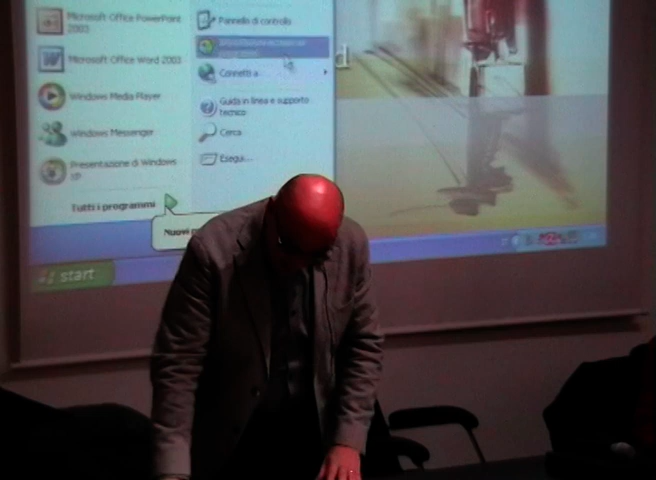 Microsoft Office PowerPoint
2003
Microsoft Office Word 2003
Windows Media Player
Windows Messenger
Presentazione di Windows
XP
Tutti i programmi
Pannello di controllo
Connetti a
Guida in linea e supporto
tecnico
Cerca
Esegui...
Nuovi
start